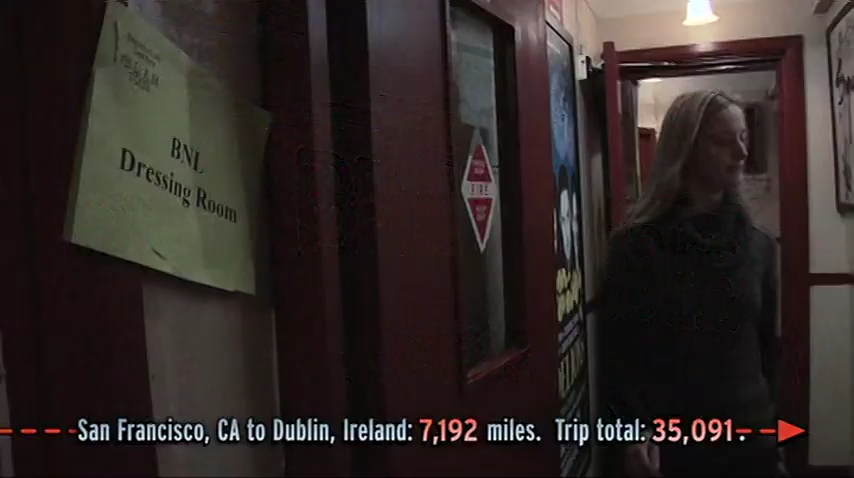 BNL
Dressing Room
FIRE
San Francisco, CA to Dublin, Ireland: 7,192 miles. Trip total: 35,091.